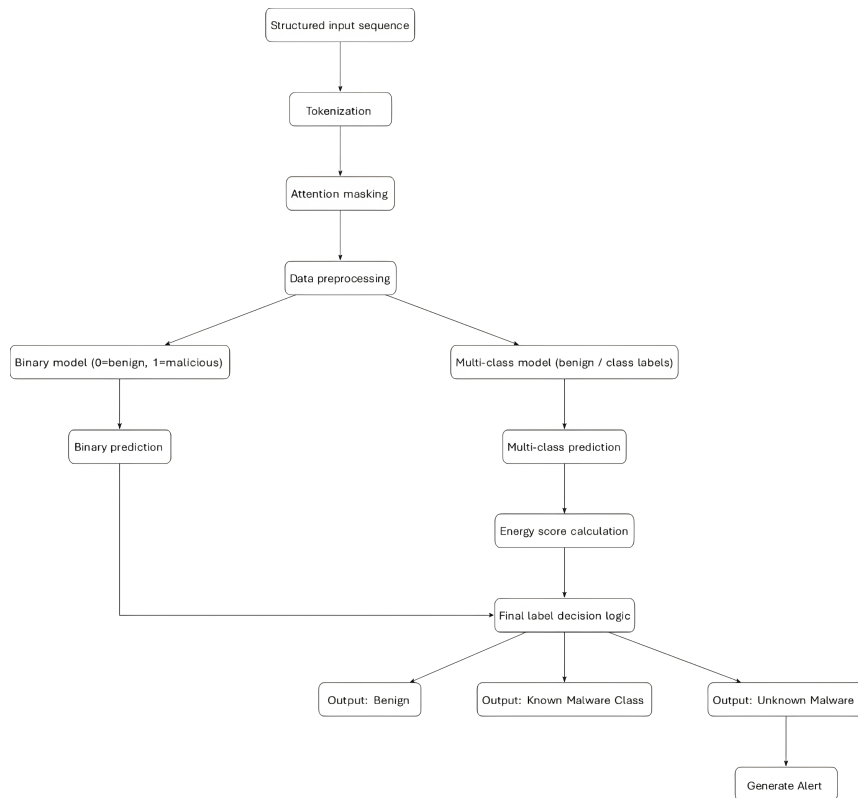 Structured input sequence
Tokenization
Attention masking
Data preprocessing
Binary model (0=benign, 1=malicious)
Multi-class model (benign / class labels)
Binary prediction
Multi-class prediction
Energy score calculation
Final label decision logic
Output: Benign
Output: Known Malware Class
Output: Unknown Malware
Generate Alert